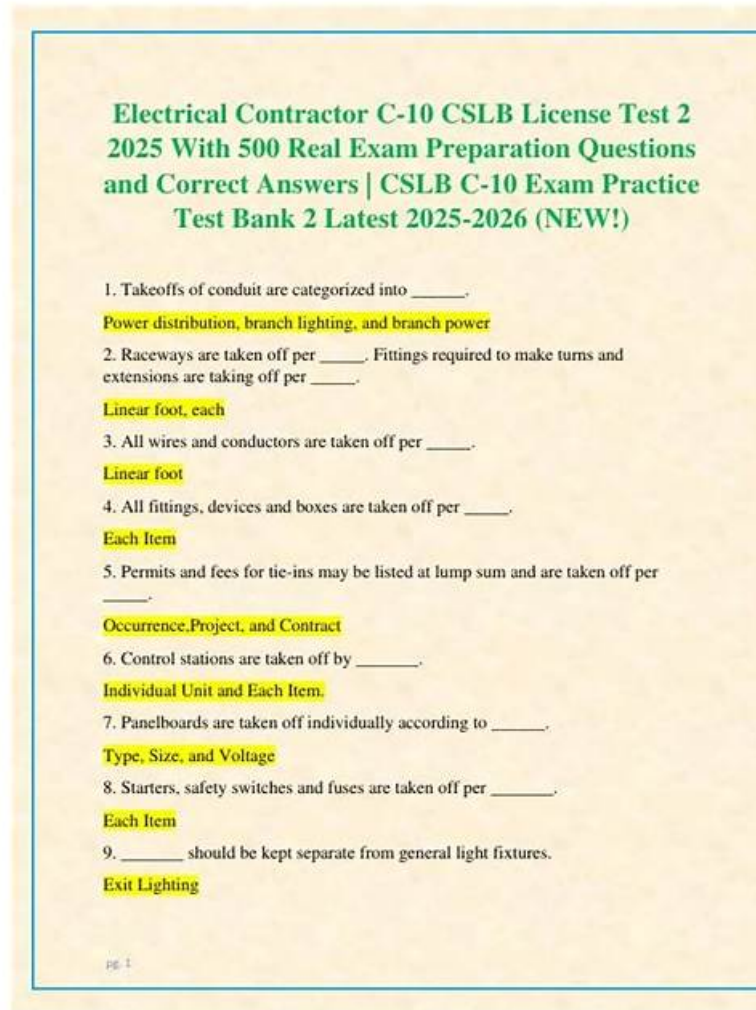 Electrical Contractor C-10 CSLB License Test 2
2025 With 500 Real Exam Preparation Questions
and Correct Answers | CSLB C-10 Exam Practice
Test Bank 2 Latest 2025-2026 (NEW!)
1. Takeoffs of conduit are categorized into ______.
Power distribution, branch lighting, and branch power
2. Raceways are taken off per _____. Fittings required to make turns and
extensions are taking off per _____.
Linear foot, each
3. All wires and conductors are taken off per _____.
Linear foot
4. All fittings, devices and boxes are taken off per _____.
Each Item
5. Permits and fees for tie-ins may be listed at lump sum and are taken off per
_____.
Occurrence,Project, and Contract
6. Control stations are taken off by _______.
Individual Unit and Each Item.
7. Panelboards are taken off individually according to ______.
Type, Size, and Voltage
8. Starters, safety switches and fuses are taken off per _______.
Each Item
9. _______ should be kept separate from general light fixtures.
Exit Lighting
pg. 1